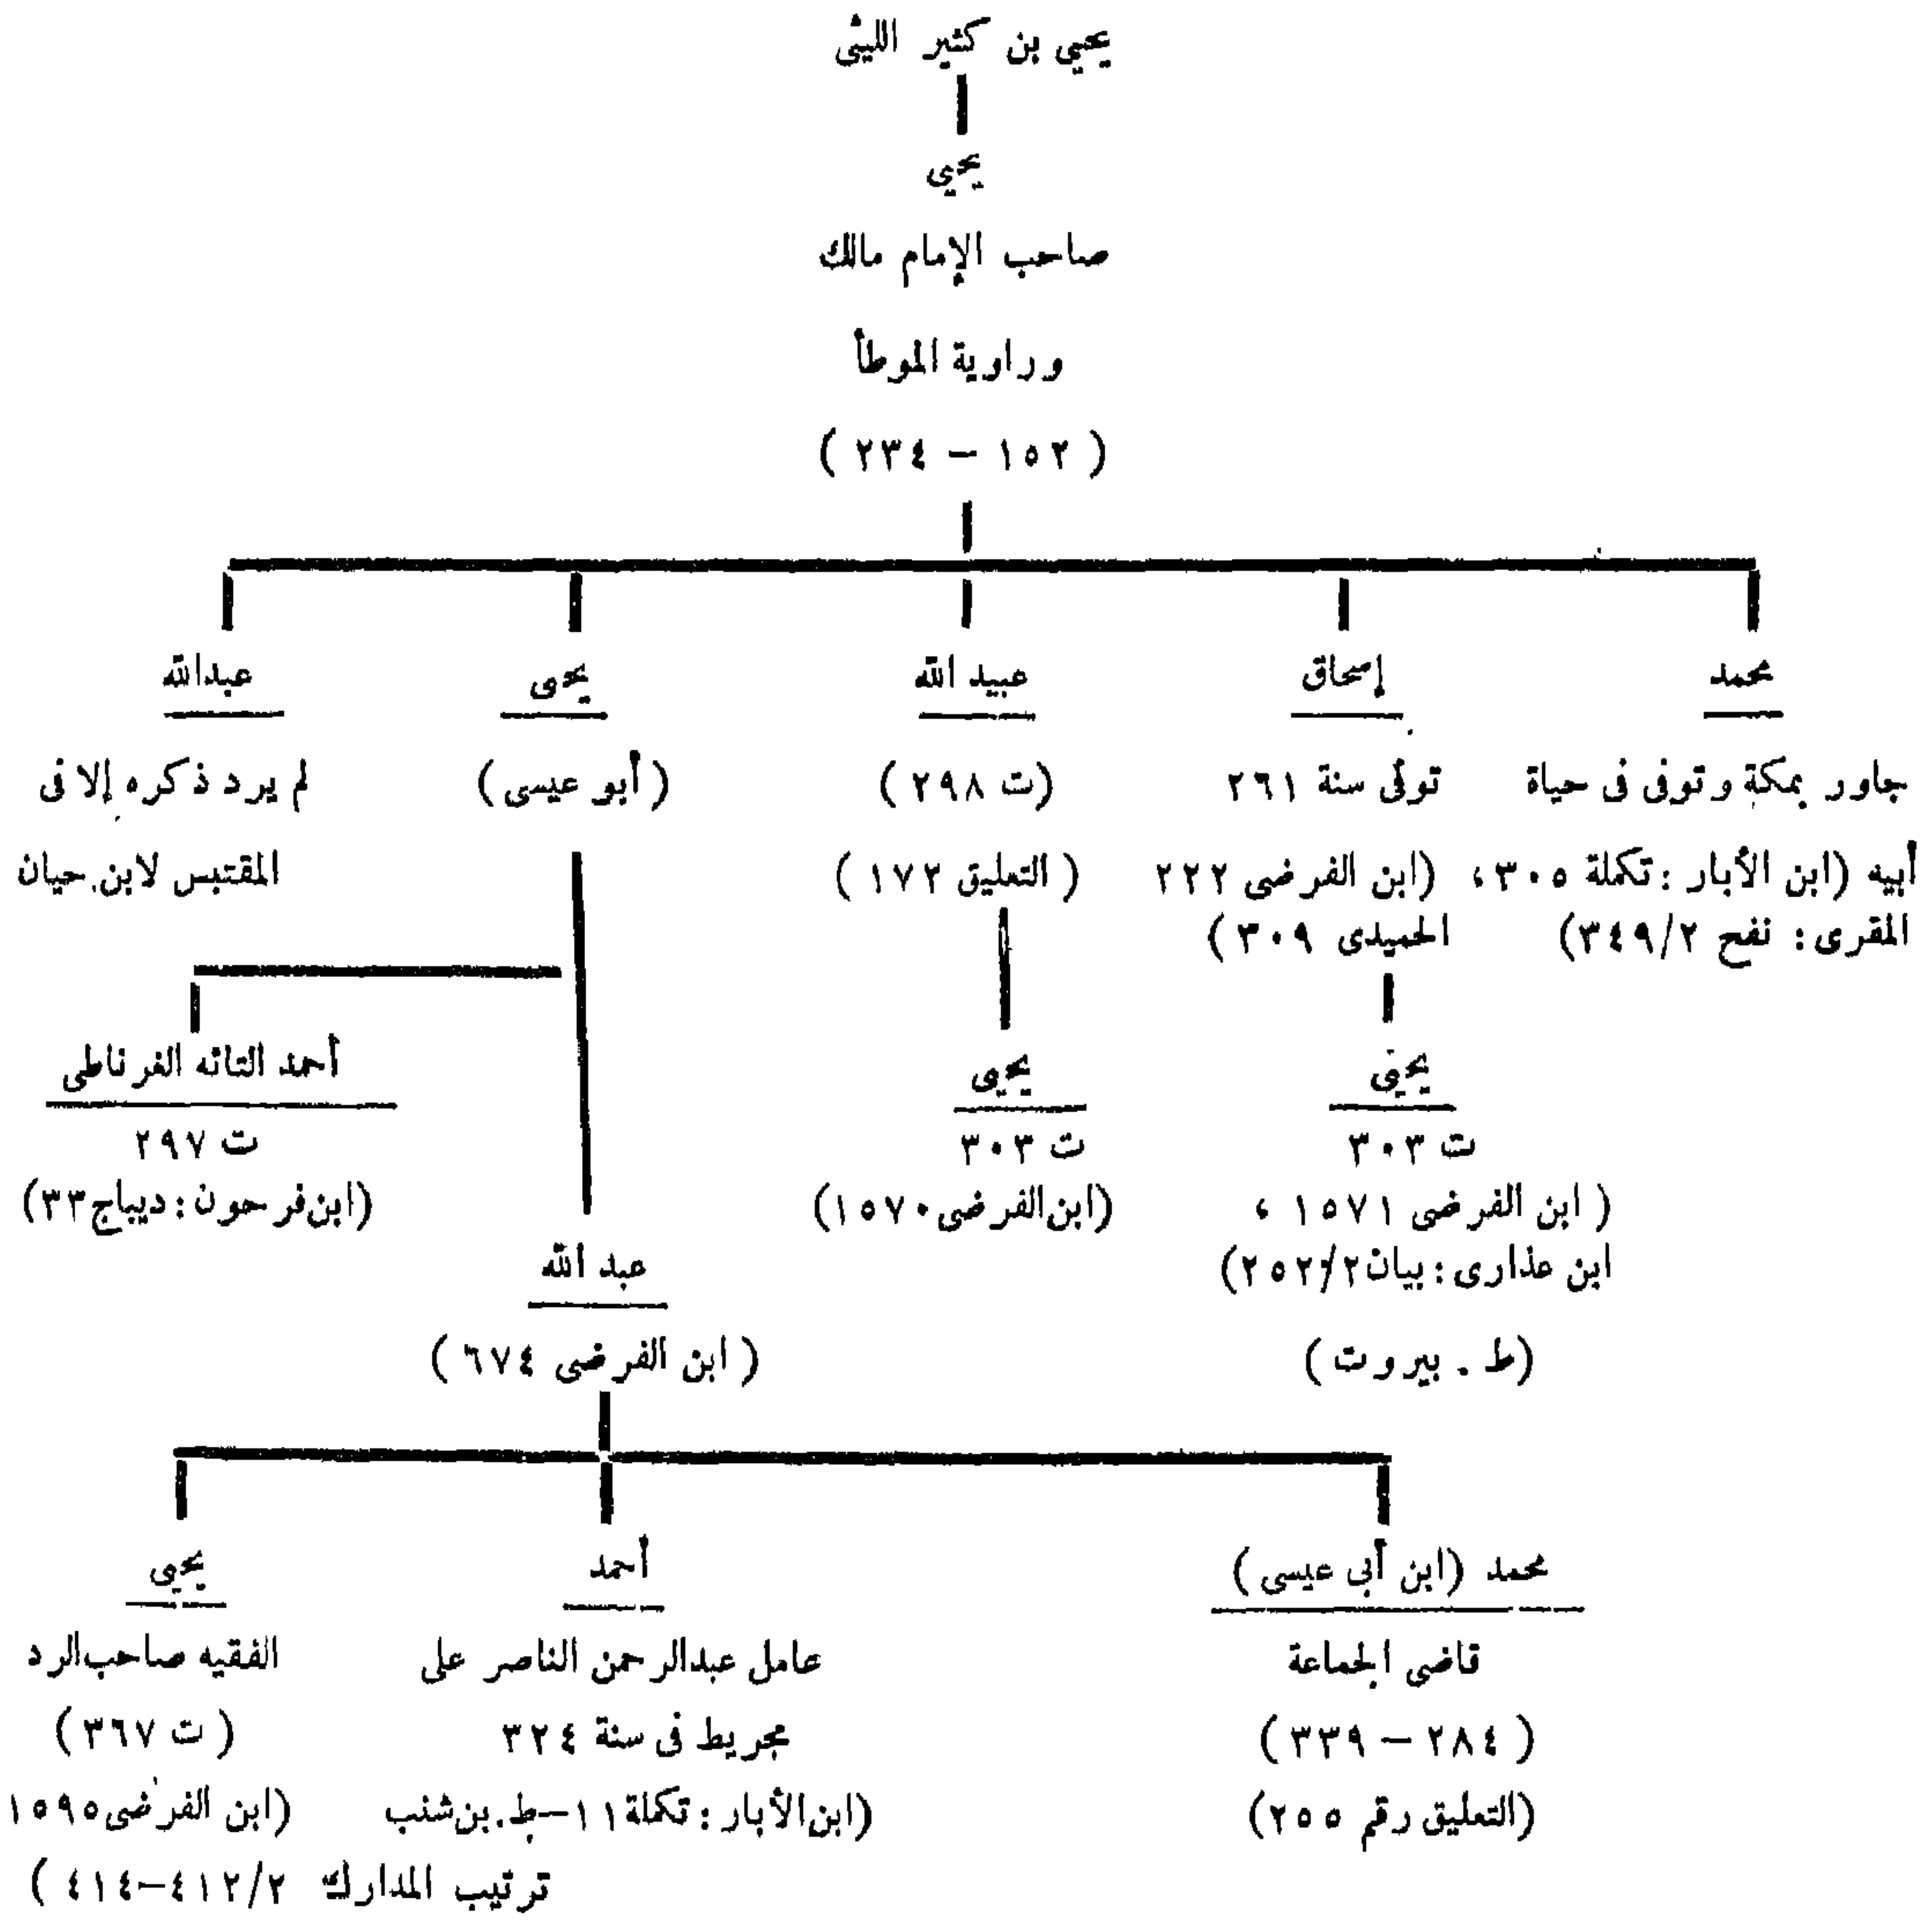 يحيى بن كثير الليثى
يحيى
صاحب الإمام مالك
وراوية الموطأ
( ١٥٢ – ٢٣٤ )
محمد
جاور بمكة وتوفى فى حياة
أبيه (ابن الأبار : تكملة ٣٠٥،
المقرى : نفح ٣٤٩/٢)
إسحاق
توفى سنة ٢٦١
(ابن الفرضى ٢٢٢
الحميدى ٣٠٩ )
عبيد الله
(ت ٢٩٨ )
( التعليق ١٧٢ )
يحيى
( أبو عيسى )
عبدالله
لم يرد ذكره إلا فى
المقتبس لابن حيان
يحيى
ت ٣٠٣
( ابن الفرضى ١٥٧١ ،
ابن عذارى : بيان ٢٥٢/٢)
(ط . بيروت )
يحيى
ت ٣٠٣
(ابن الفرضى ١٥٧٠)
أحمد التائه الغرناطى
ت ٢٩٧
(ابن فرحون : ديباج ٣٣)
عبد الله
( ابن الفرضى ٦٧٤ )
محمد (ابن أبى عيسى )
قاضى الجماعة
( ٢٨٤ – ٣٣٩ )
(التعليق رقم ٢٥٥)
أحمد
عامل عبدالرحمن الناصر على
مجريط فى سنة ٣٢٤
(ابن الأبار : تكملة ١١–ط. بن شنب
يحيى
الفقيه صاحب الرد
( ت ٣٦٧ )
(ابن الفرضى ١٥٩٥
ترتيب المدارك ٤١٢/٢–٤١٤ )